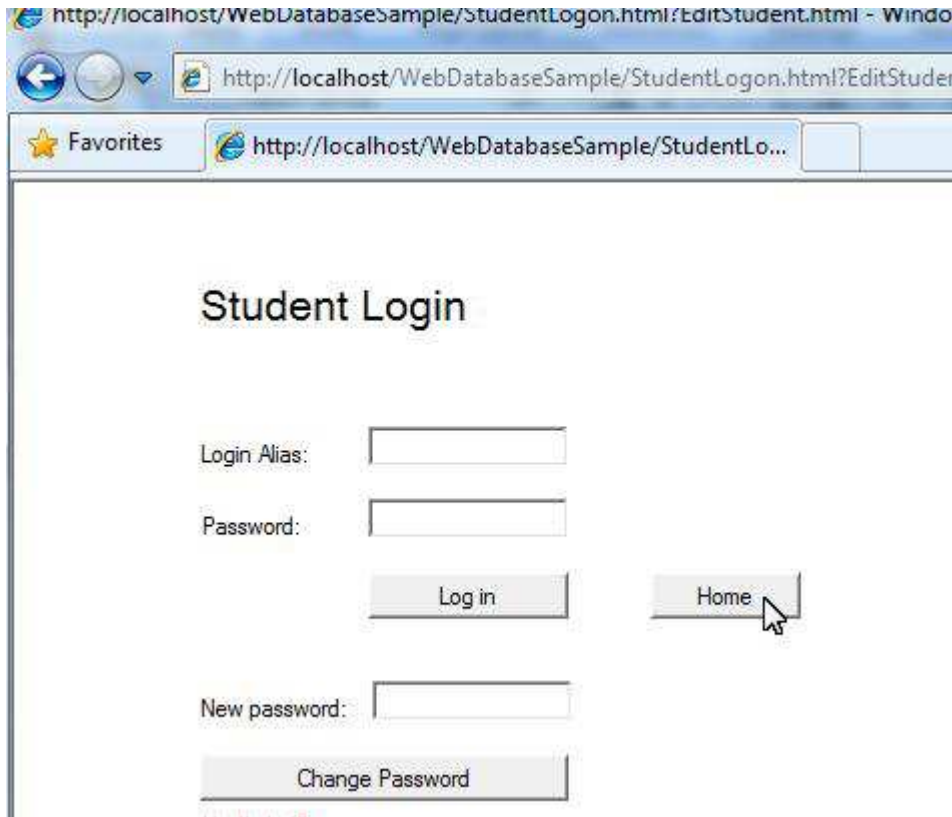 http://localhost/WebDatabaseSample/StudentLogon.html?EditStudent.html - Windo
http://localhost/WebDatabaseSample/StudentLogon.html?EditStuden
Favorites
http://localhost/WebDatabaseSample/StudentLo...
Student Login
Login Alias:
Password:
Log in Home
New password:
Change Password